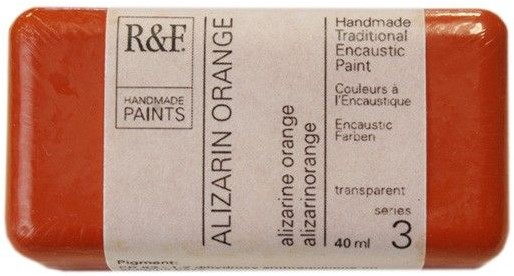 R&F.
HANDMADE
PAINTS
ALIZARIN ORANGE
alizarine orange
alizarinorange
Handmade
Traditional
Encaustic
Paint
Couleurs à
l'Encaustique
Encaustic
Farben
transparent
series
40 ml 3
Pigment: